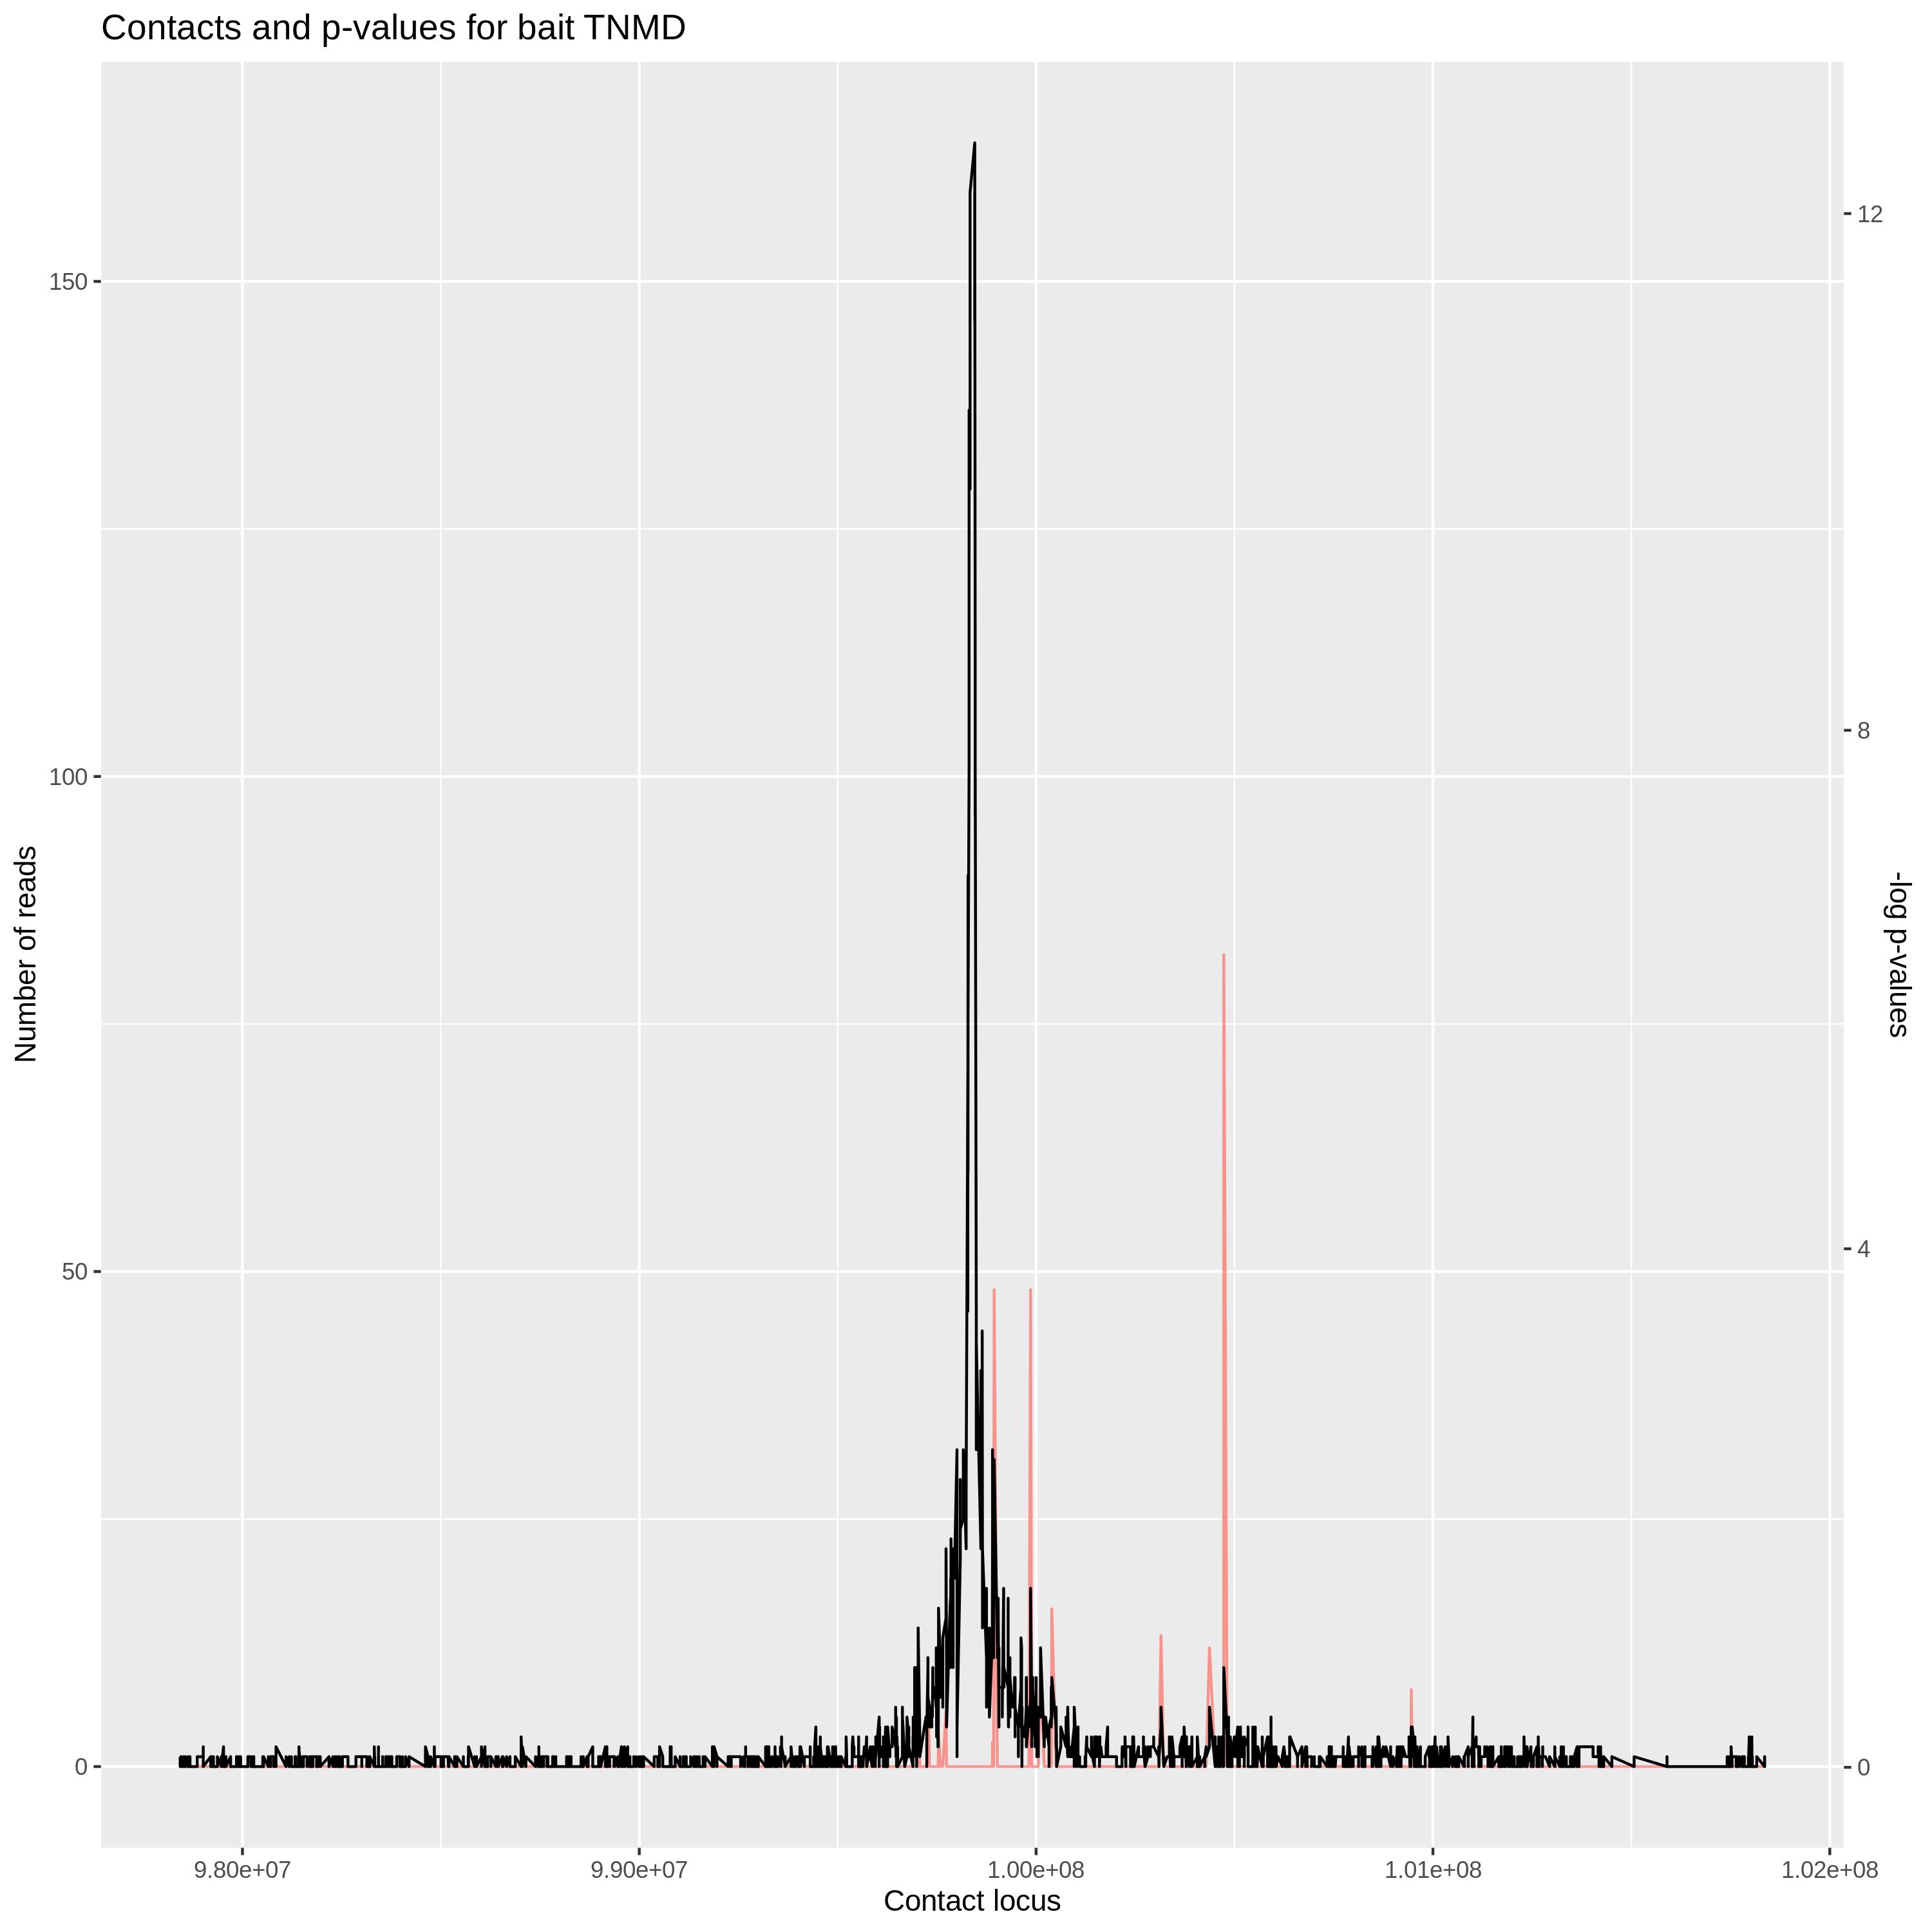 Contacts and p-values for bait TNMD
150
100
50
0
Number of reads
12
8
4
0
-log p-values
9.80e+07
9.90e+07
1.00e+08
1.01e+08
1.02e+08
Contact locus